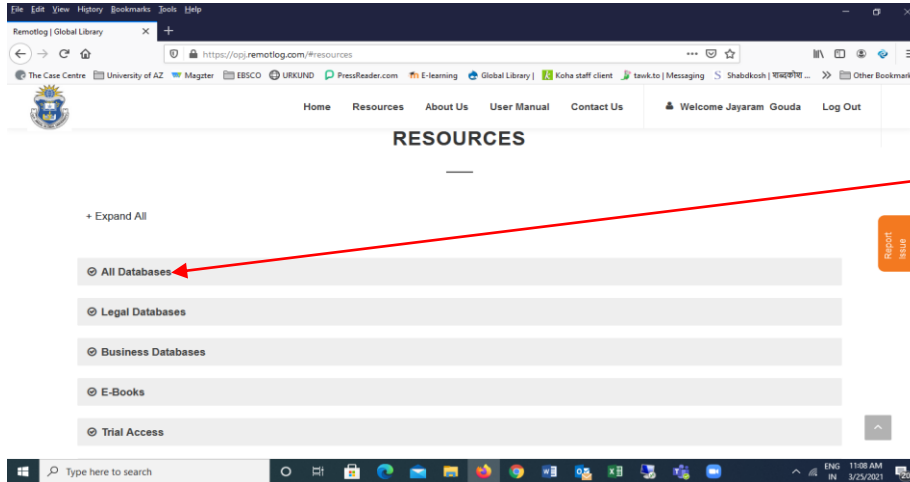 File Edit View History Bookmarks Tools Help
Remotlog | Global Library
https://opj.remotlog.com/#resources
The Case Centre University of AZ Magzter EBSCO URKUND PressReader.com E-learning Global Library | Koha staff client tawk.to | Messaging Shabdkosh | शब्दकोश ... Other Bookmark
Home Resources About Us User Manual Contact Us Welcome Jayaram Gouda Log Out
RESOURCES
+ Expand All
Report Issue
All Databases
Legal Databases
Business Databases
E-Books
Trial Access
Type here to search
ENG 11:08 AM
IN 3/25/2021